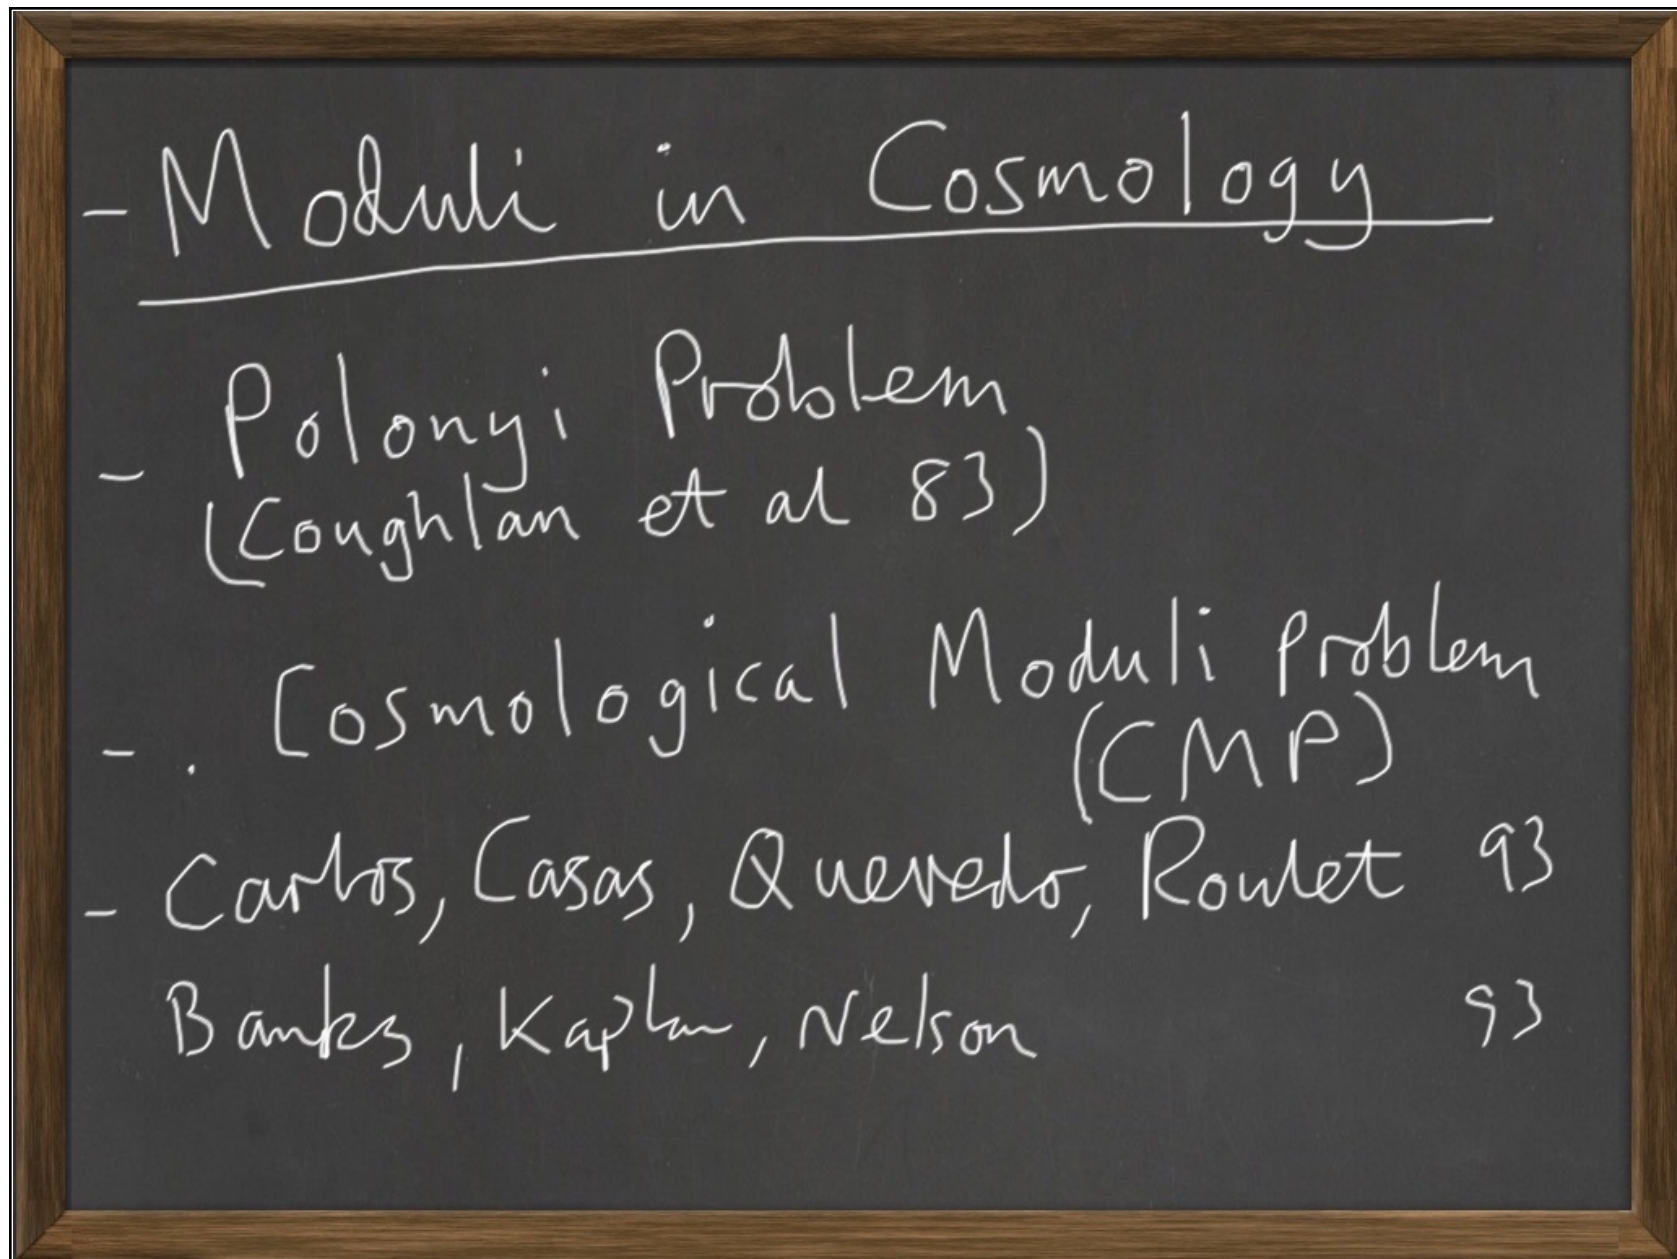 - Moduli in Cosmology
- Polonyi Problem
(Coughlan et al 83)
- . Cosmological Moduli Problem
(CMP)
- Carlos, Casas, Quevedo, Roulet 93
Banks, Kaplan, Nelson 93